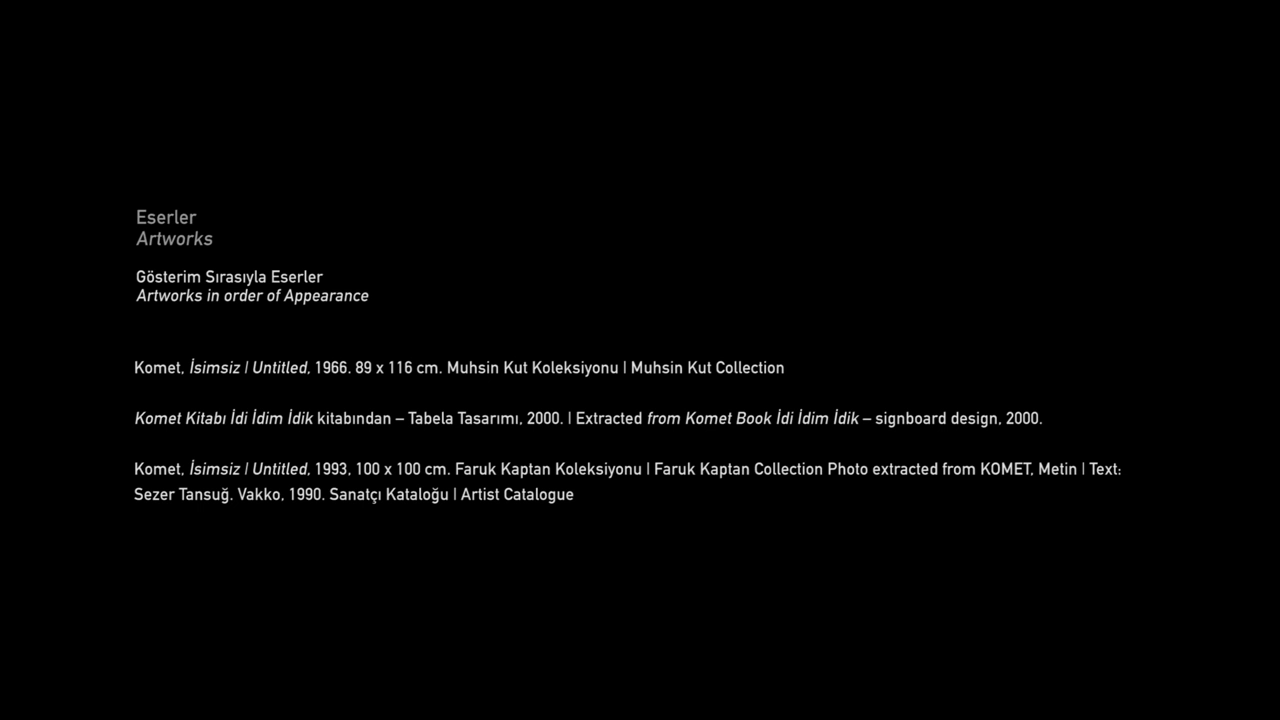 Eserler
Artworks
Gösterim Sırasıyla Eserler
Artworks in order of Appearance
Komet, İsimsiz | Untitled, 1966. 89 x 116 cm. Muhsin Kut Koleksiyonu | Muhsin Kut Collection
Komet Kitabı İdi İdim İdik kitabından – Tabela Tasarımı, 2000. | Extracted from Komet Book İdi İdim İdik – signboard design, 2000.
Komet, İsimsiz | Untitled, 1993, 100 x 100 cm. Faruk Kaptan Koleksiyonu | Faruk Kaptan Collection Photo extracted from KOMET, Metin | Text:
Sezer Tansuğ. Vakko, 1990. Sanatçı Kataloğu | Artist Catalogue